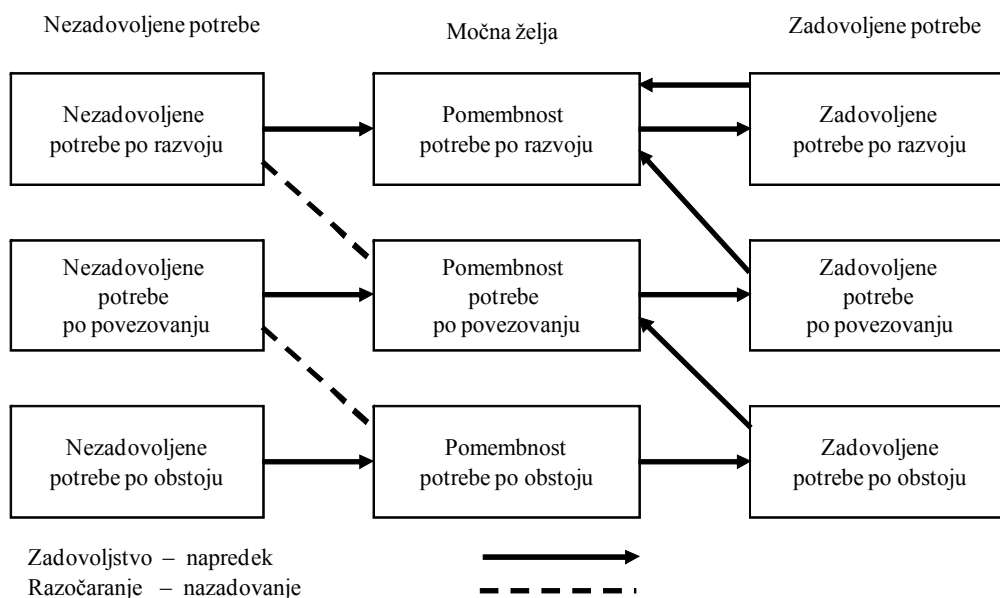 Nezadovoljene potrebe
Močna želja
Zadovoljene potrebe
Nezadovoljene
potrebe po razvoju
Pomembnost
potrebe po razvoju
Zadovoljene
potrebe po razvoju
Nezadovoljene
potrebe
po povezovanju
Pomembnost
potrebe
po povezovanju
Zadovoljene
potrebe
po povezovanju
Nezadovoljene
potrebe po obstoju
Pomembnost
potrebe po obstoju
Zadovoljene
potrebe po obstoju
Zadovoljstvo – napredek
Razočaranje – nazadovanje